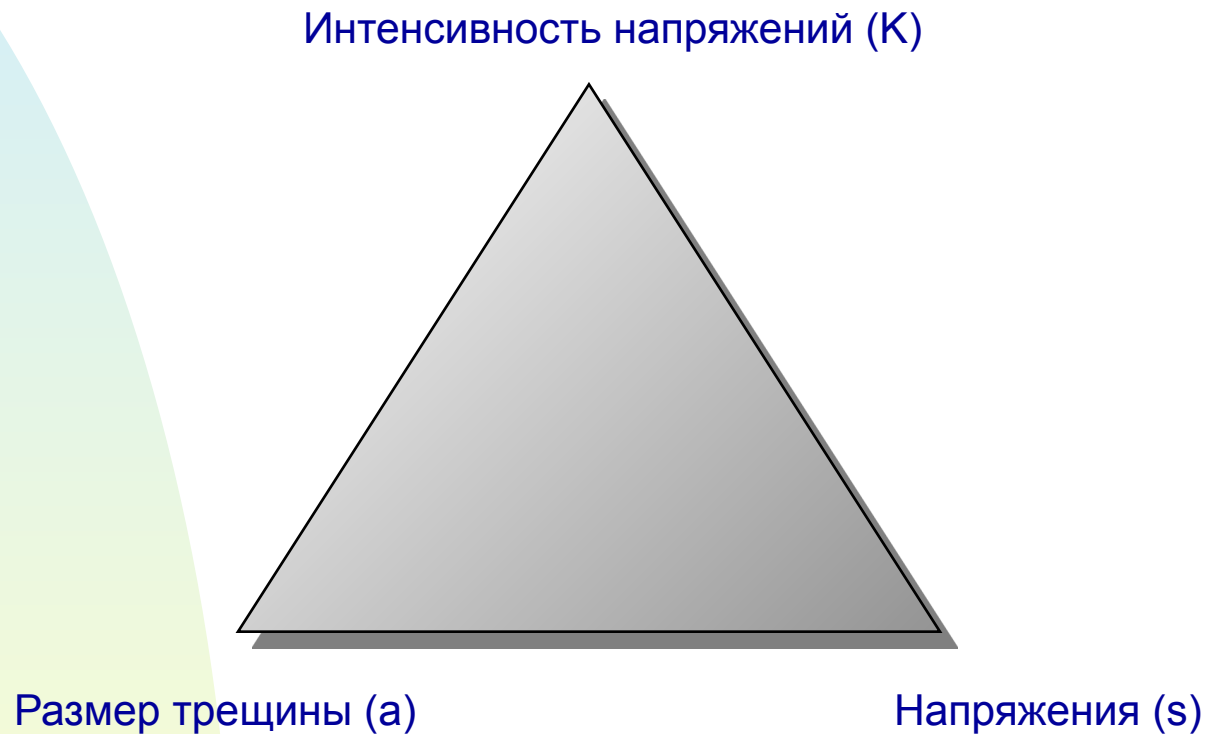 Интенсивность напряжений (K)
Размер трещины (a)
Напряжения (s)